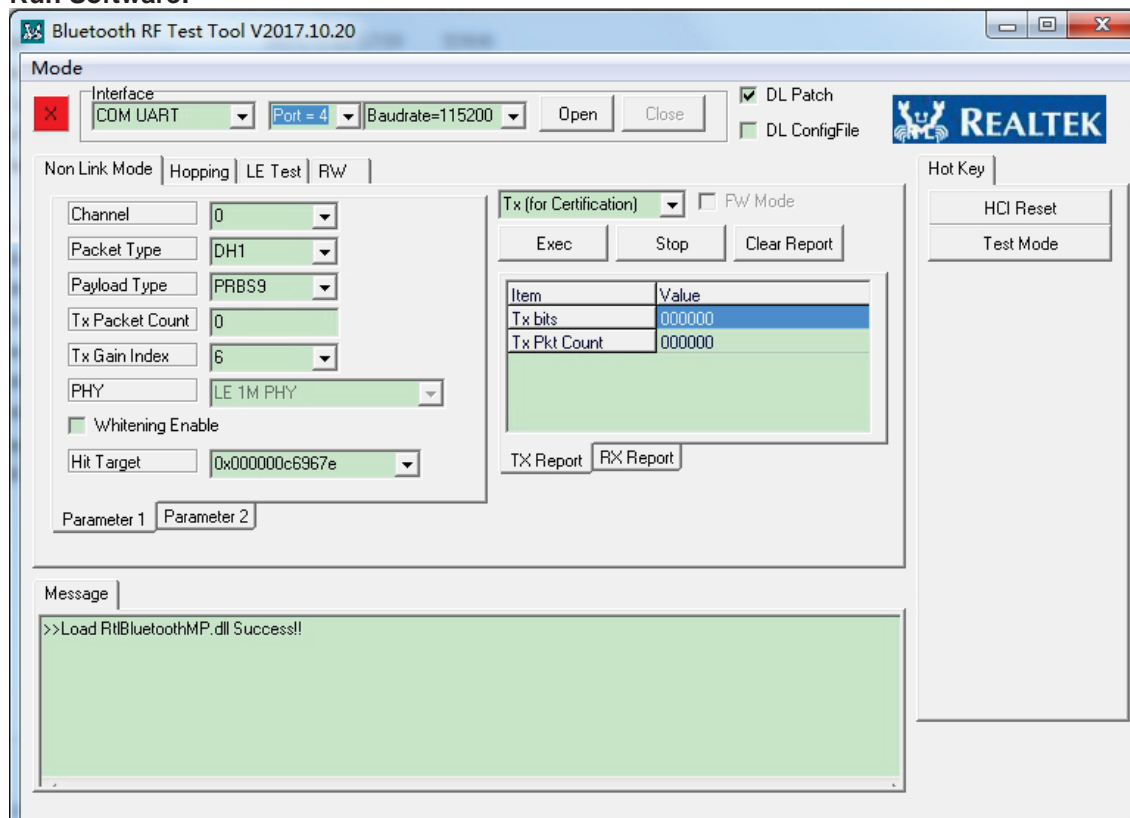 Run Software:
Bluetooth RF Test Tool V2017.10.20
Mode
X
Interface
COM UART
Port = 4
Baudrate=115200
Open
Close
DL Patch
DL ConfigFile
REALTEK
Non Link Mode
Hopping
LE Test
RW
Hot Key
Channel
0
Packet Type
DH1
Payload Type
PRBS9
Tx Packet Count
0
Tx Gain Index
6
PHY
LE 1M PHY
Whitening Enable
Hit Target
0x000000c6967e
Parameter 1
Parameter 2
Tx (for Certification)
FW Mode
Exec
Stop
Clear Report
Item Value
Tx bits 000000
Tx Pkt Count 000000
TX Report
RX Report
HCI Reset
Test Mode
Message
>>Load RtlBluetoothMP.dll Success!!